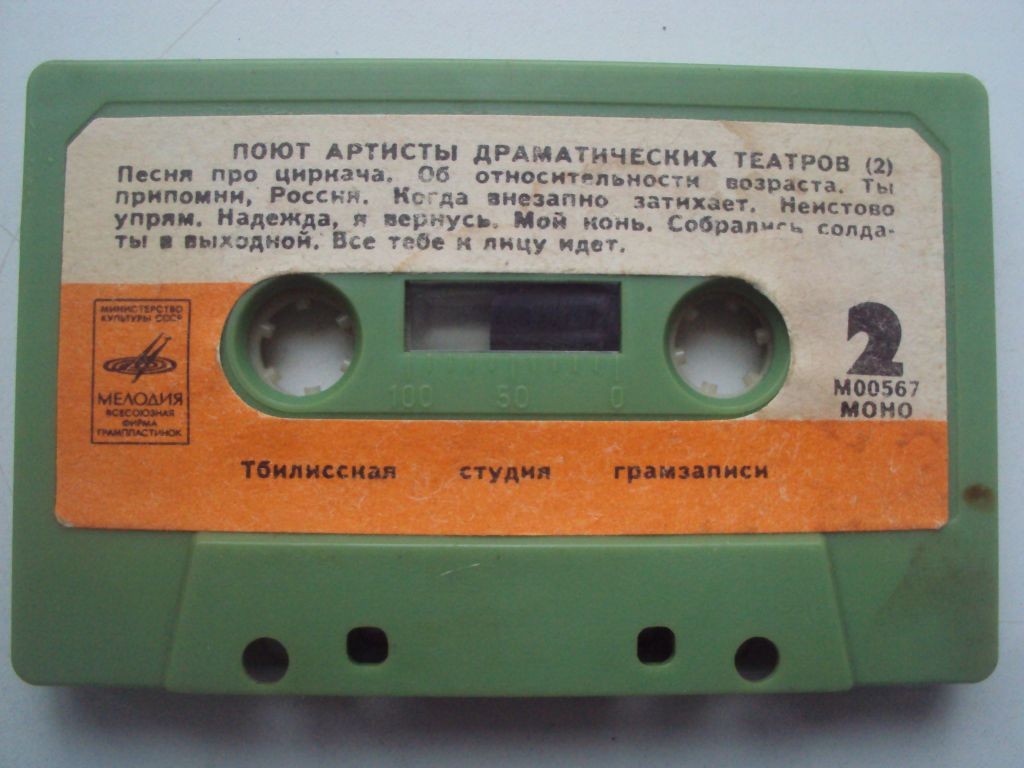 ПОЮТ АРТИСТЫ ДРАМАТИЧЕСКИХ ТЕАТРОВ (2)
Песня про циркача. Об относительности возраста. Ты
припомни, Россия. Когда внезапно затихает. Неистово
упрям. Надежда, я вернусь. Мой конь. Собрались солда-
ты в выходной. Все тебе к лицу идет.
МИНИСТЕРСТВО
КУЛЬТУРЫ СССР
МЕЛОДИЯ
ВСЕСОЮЗНАЯ
ФИРМА
ГРАМПЛАСТИНОК
2
М00567
МОНО
100 50 0
Тбилисская студия грамзаписи